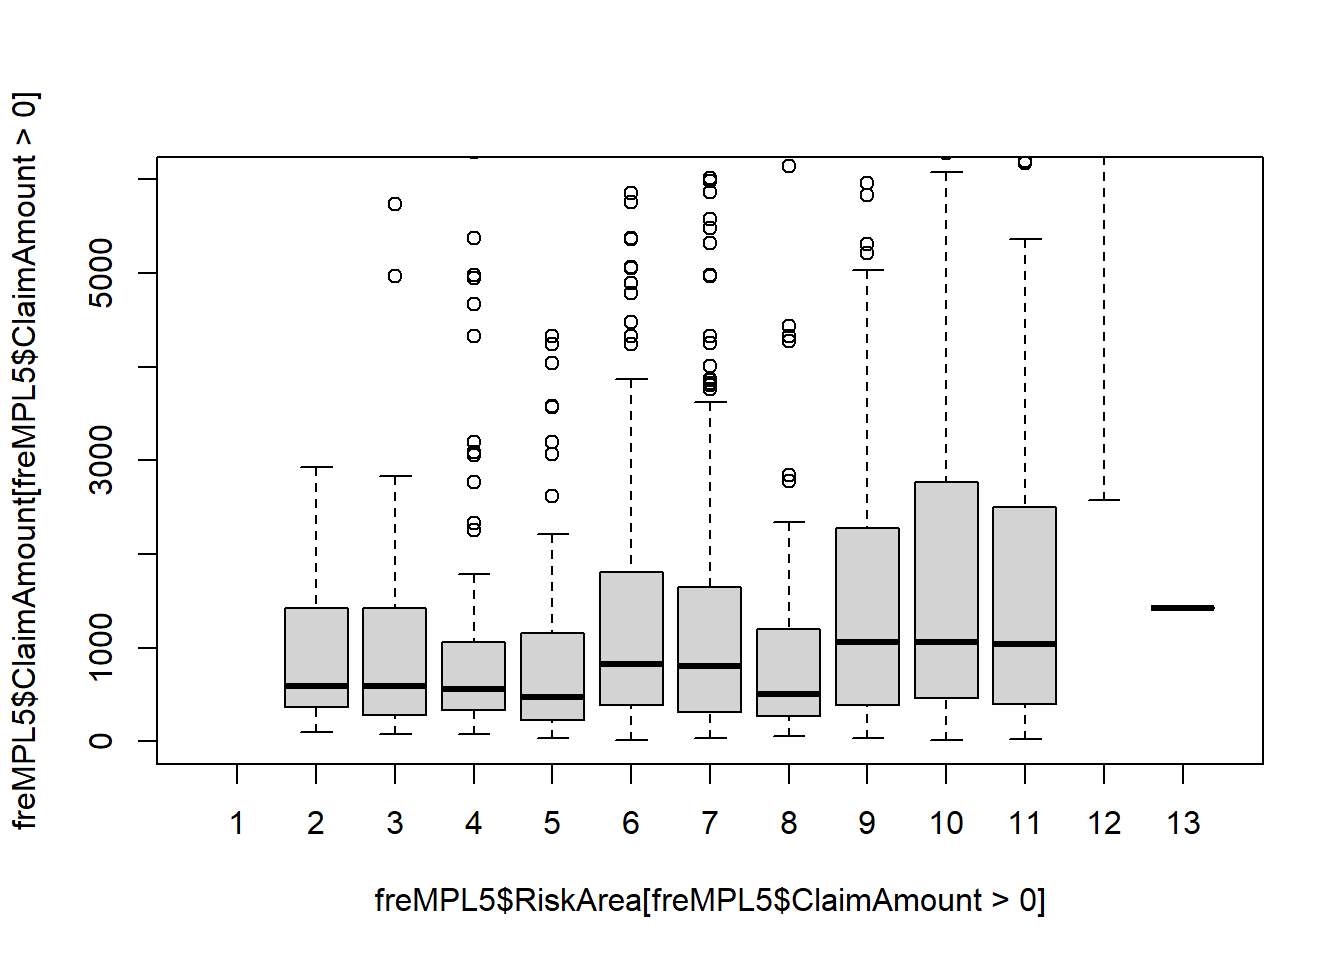 freMPL5$ClaimAmount[freMPL5$ClaimAmount > 0]
5000
3000
1000
0
1 2 3 4 5 6 7 8 9 10 11 12 13
freMPL5$RiskArea[freMPL5$ClaimAmount > 0]